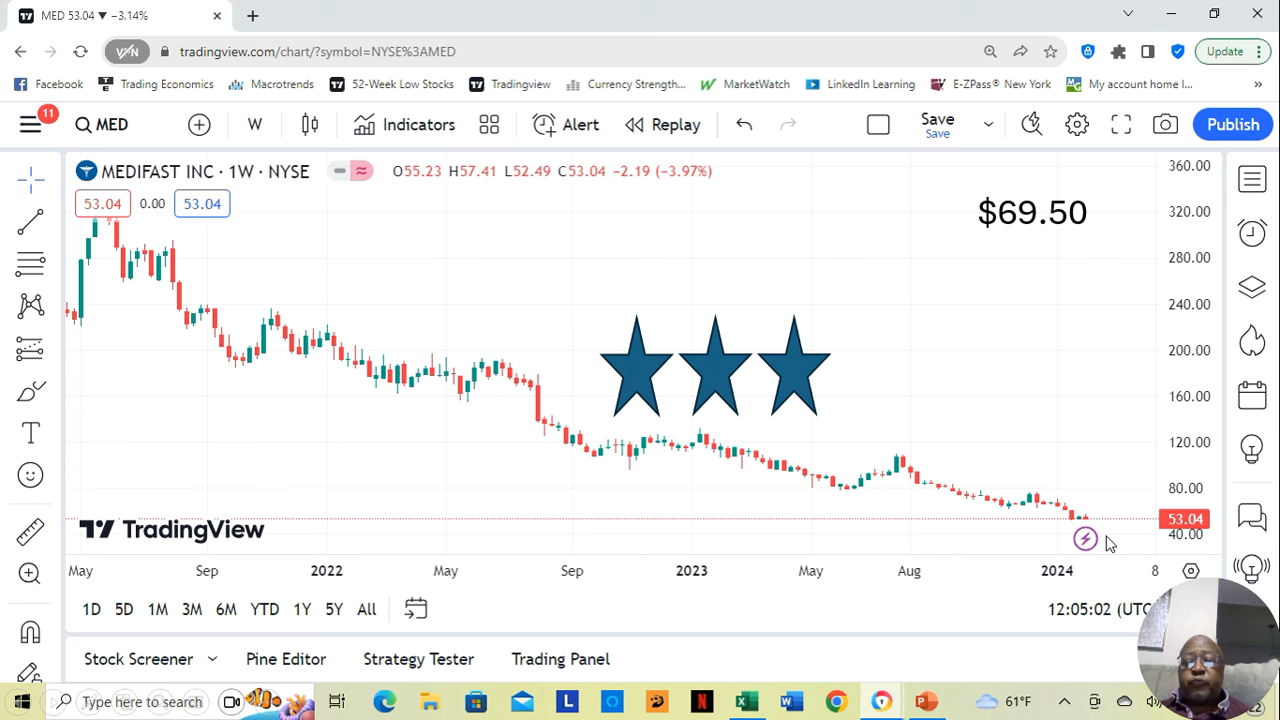 MED 53.04 ▼ −3.14%
tradingview.com/chart/?symbol=NYSE%3AMED
Update
Facebook
Trading Economics
Macrotrends
52-Week Low Stocks
Tradingview
Currency Strength...
MarketWatch
LinkedIn Learning
E-ZPass® New York
My account home I...
»
11
MED
W
Indicators
Alert
Replay
Save
Save
Publish
MEDIFAST INC · 1W · NYSE
O55.23 H57.41 L52.49 C53.04 −2.19 (−3.97%)
53.04 0.00 53.04
$69.50
360.00
320.00
280.00
240.00
200.00
160.00
120.00
80.00
53.04
40.00
TradingView
May Sep 2022 May Sep 2023 May Aug 2024 8
1D 5D 1M 3M 6M YTD 1Y 5Y All
12:05:02 (UTC
Stock Screener
Pine Editor
Strategy Tester
Trading Panel
Type here to search
61°F